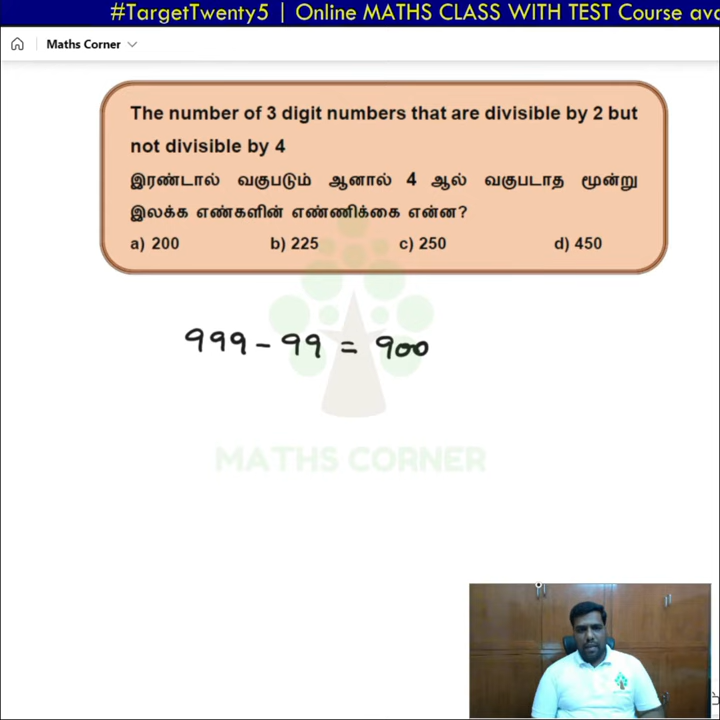 #TargetTwenty5 | Online MATHS CLASS WITH TEST Course ava
Maths Corner
The number of 3 digit numbers that are divisible by 2 but
not divisible by 4
இரண்டால் வகுபடும் ஆனால் 4 ஆல் வகுபடாத மூன்று
இலக்க எண்களின் எண்ணிக்கை என்ன?
a) 200 b) 225 c) 250 d) 450
999 - 99 = 900
MATHS CORNER